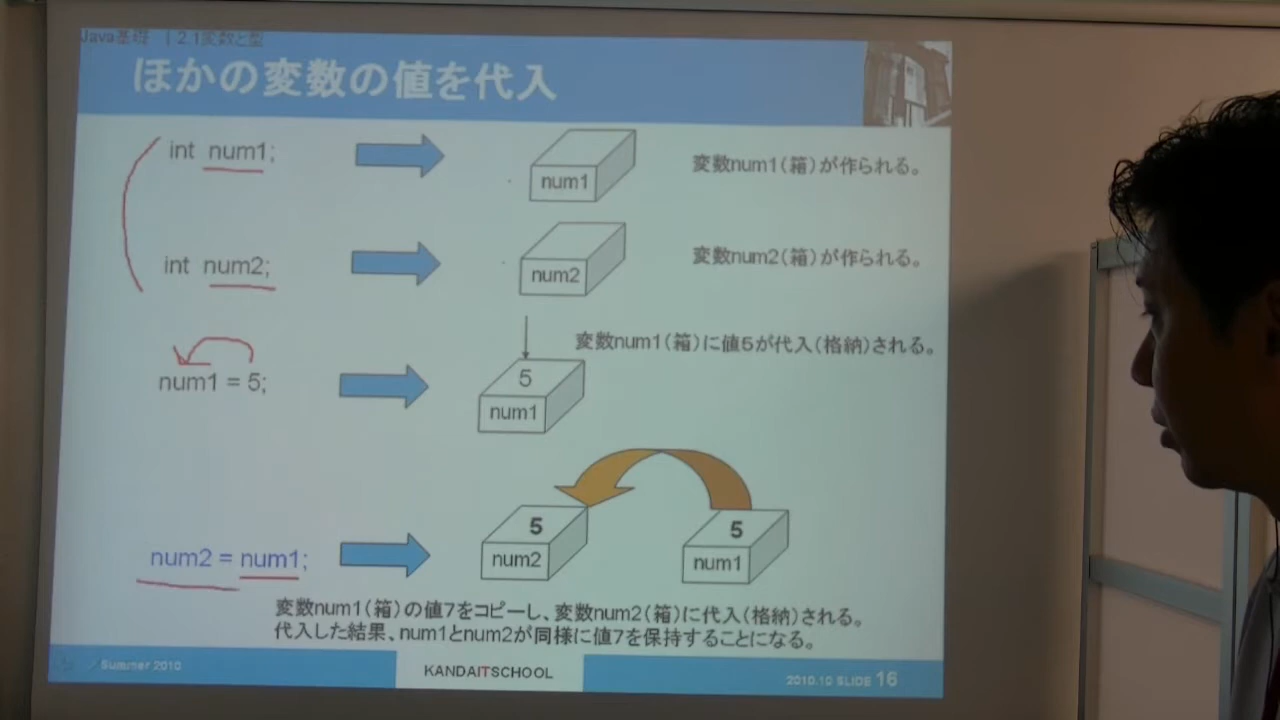 Java基礎 | 2.1変数と型
ほかの変数の値を代入
int num1;
num1
変数num1(箱)が作られる。
int num2;
num2
変数num2(箱)が作られる。
変数num1(箱)に値5が代入(格納)される。
num1 = 5;
5
num1
num2 = num1;
5
num2
5
num1
変数num1(箱)の値7をコピーし、変数num2(箱)に代入(格納)される。
代入した結果、num1とnum2が同様に値7を保持することになる。
Summer 2010
KANDAITSCHOOL
2010.10 SLIDE 16